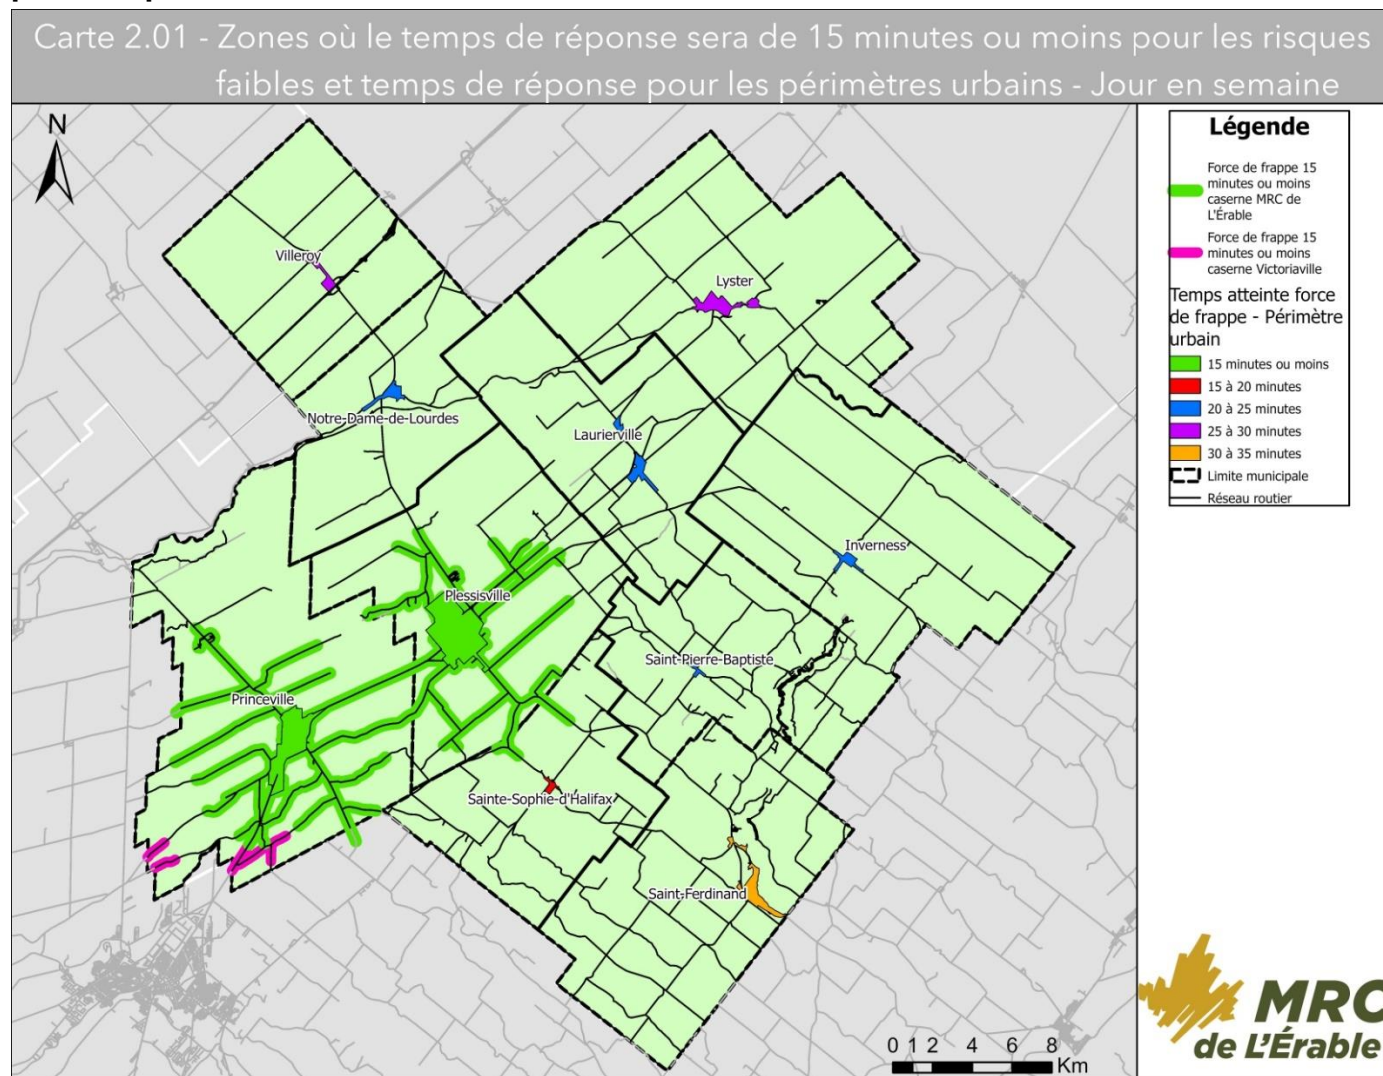 Carte 2.01 - Zones où le temps de réponse sera de 15 minutes ou moins pour les risques
faibles et temps de réponse pour les périmètres urbains - Jour en semaine
N
Villeroy
Lyster
Notre-Dame-de-Lourdes
Laurierville
Inverness
Plessisville
Saint-Pierre-Baptiste
Princeville
Sainte-Sophie-d'Halifax
Saint-Ferdinand
0 1 2 4 6 8
Km
Légende
Force de frappe 15
minutes ou moins
caserne MRC de
L'Érable
Force de frappe 15
minutes ou moins
caserne Victoriaville
Temps atteinte force
de frappe - Périmètre
urbain
15 minutes ou moins
15 à 20 minutes
20 à 25 minutes
25 à 30 minutes
30 à 35 minutes
Limite municipale
Réseau routier
MRC
de L'Érable